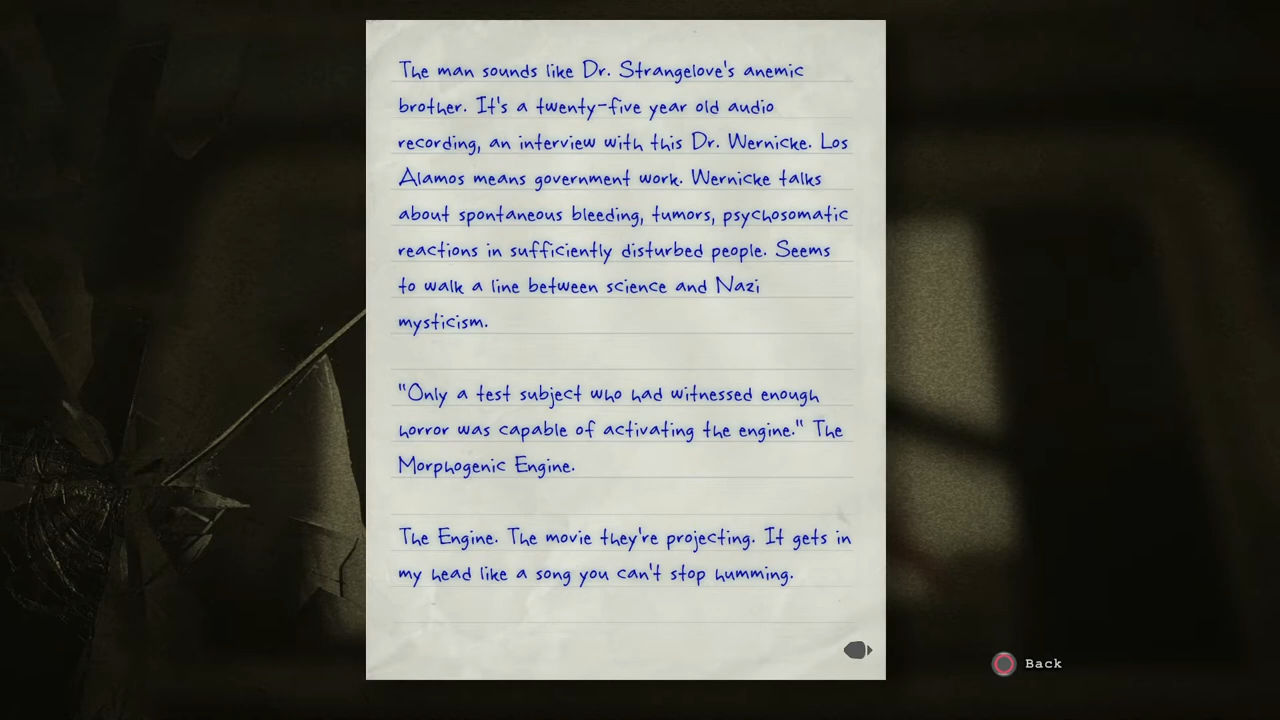 The man sounds like Dr. Strangelove's anemic
brother. It's a twenty-five year old audio
recording, an interview with this Dr. Wernicke. Los
Alamos means government work. Wernicke talks
about spontaneous bleeding, tumors, psychosomatic
reactions in sufficiently disturbed people. Seems
to walk a line between science and Nazi
mysticism.
"Only a test subject who had witnessed enough
horror was capable of activating the engine." The
Morphogenic Engine.
The Engine. The movie they're projecting. It gets in
my head like a song you can't stop humming.
Back